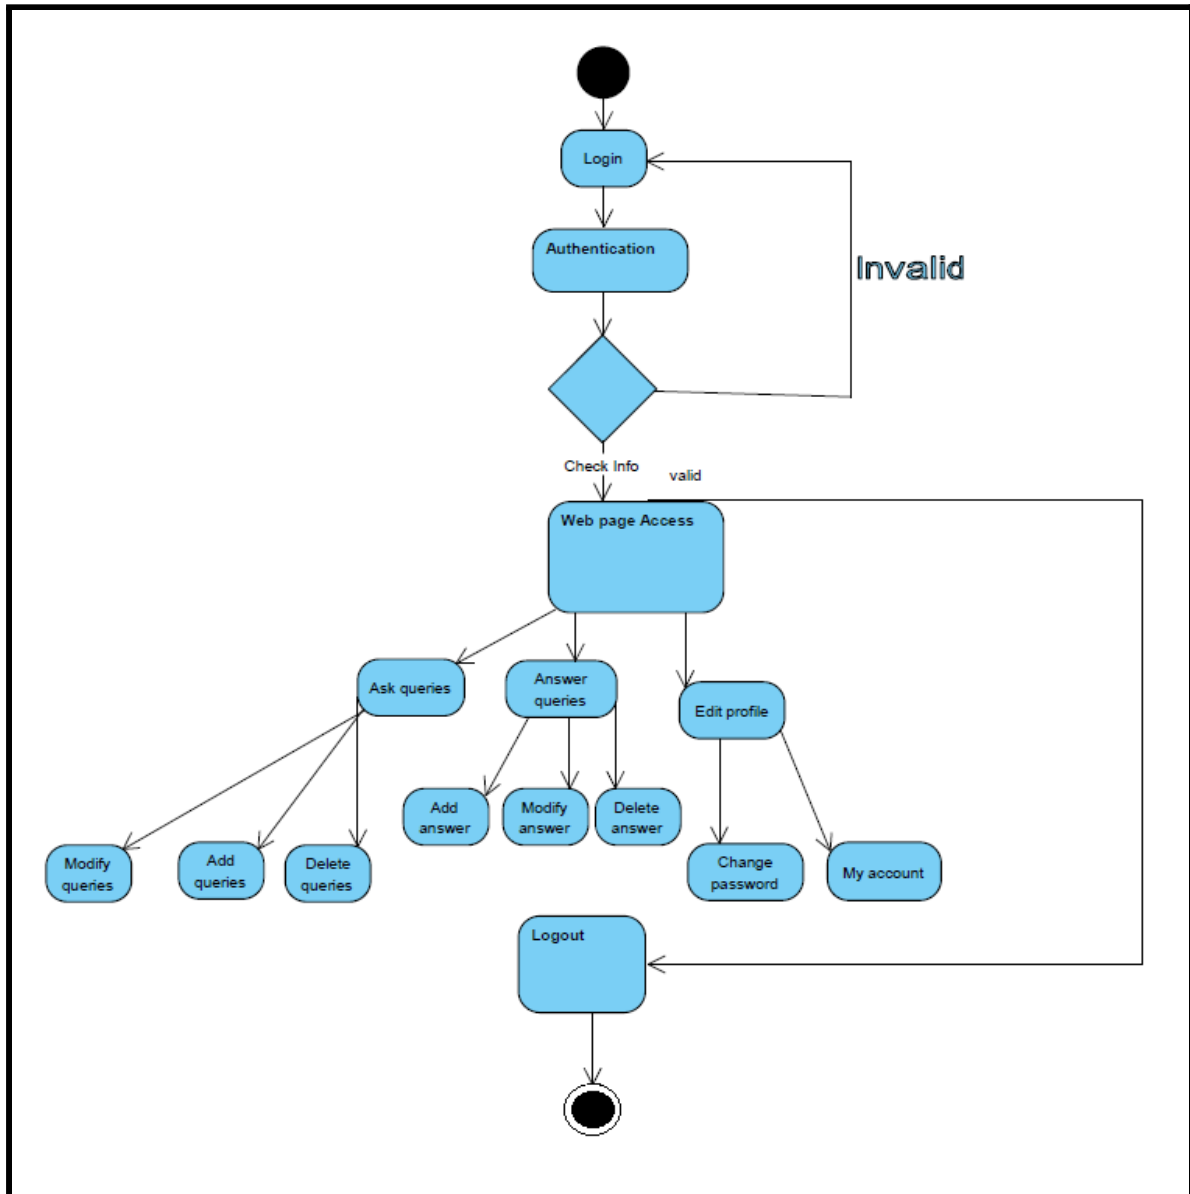 Login
Authentication
Invalid
Check Info
valid
Web page Access
Ask queries
Answer
queries
Edit profile
Add
answer
Modify
answer
Delete
answer
Modify
queries
Add
queries
Delete
queries
Change
password
My account
Logout